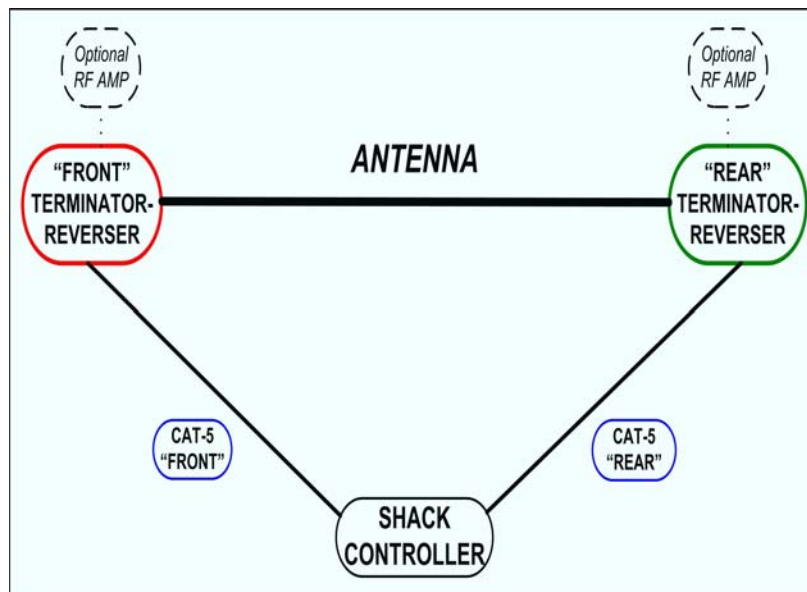 Optional
RF AMP
Optional
RF AMP
ANTENNA
“FRONT”
TERMINATOR-
REVERSER
“REAR”
TERMINATOR-
REVERSER
CAT-5
“FRONT”
CAT-5
“REAR”
SHACK
CONTROLLER